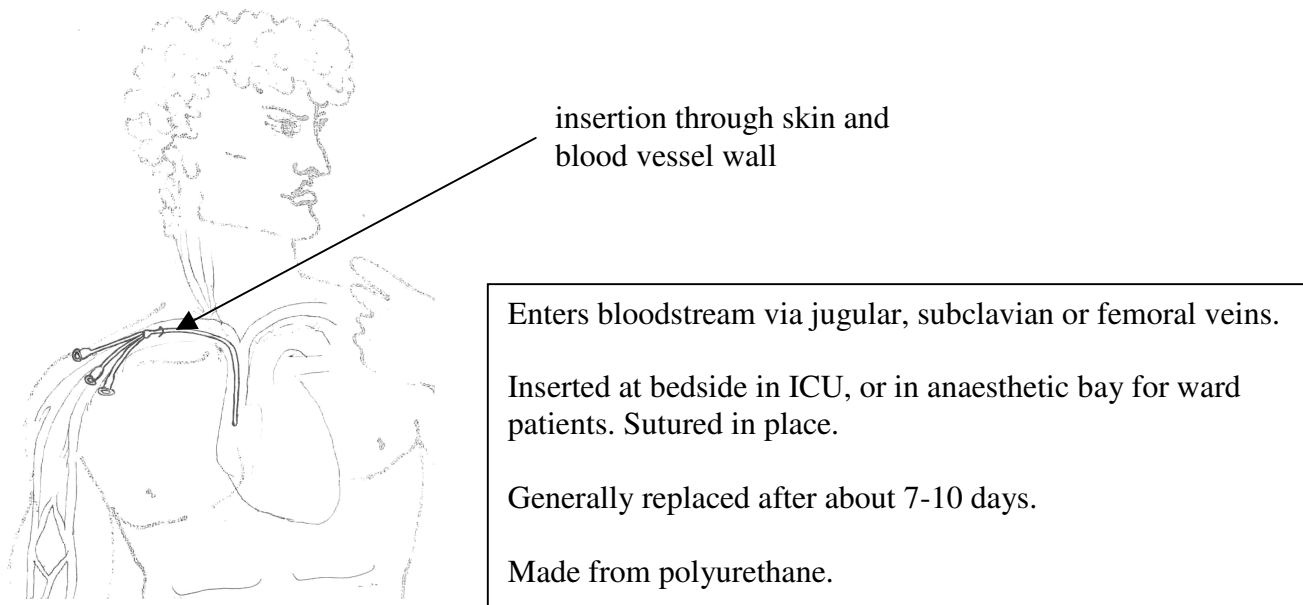 insertion through skin and
blood vessel wall
Enters bloodstream via jugular, subclavian or femoral veins.
Inserted at bedside in ICU, or in anaesthetic bay for ward
patients. Sutured in place.
Generally replaced after about 7-10 days.
Made from polyurethane.